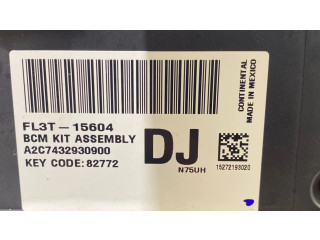 FL3T-15604
BCM KIT ASSEMBLY
A2C7432930900
KEY CODE: 82772
DJ
N75UH
15272193020
CONTINENTAL
MADE IN MEXICO